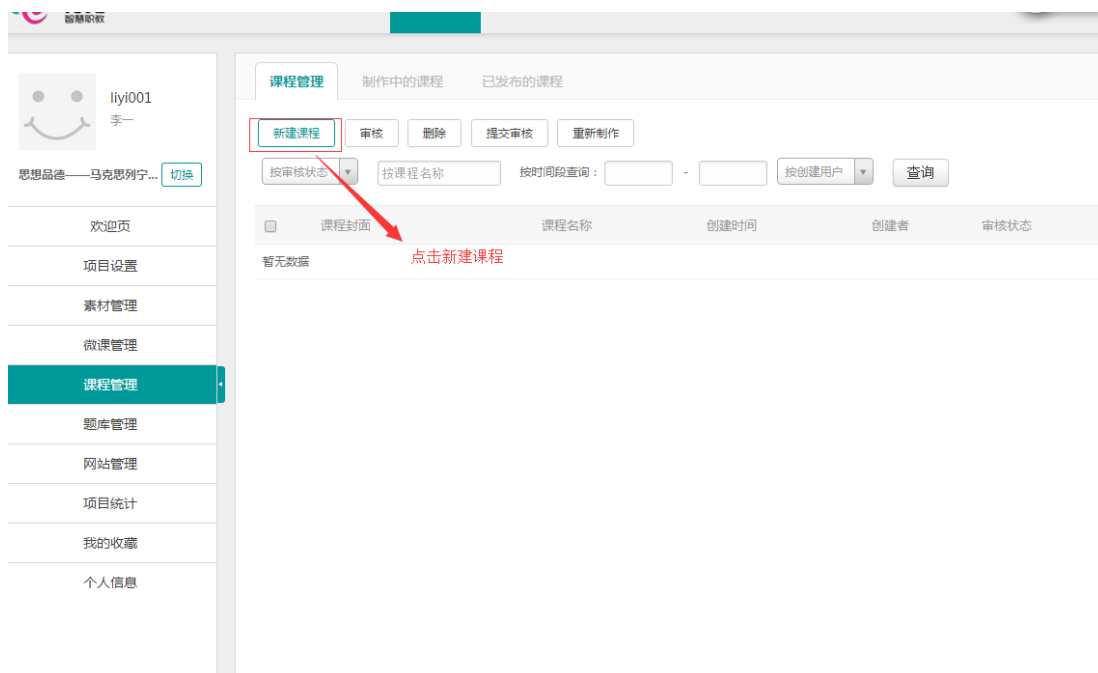 智慧职教
liyi001
李一
思想品德——马克思列宁... 切换
欢迎页
项目设置
素材管理
微课管理
课程管理
题库管理
网站管理
项目统计
我的收藏
个人信息
课程管理 制作中的课程 已发布的课程
新建课程 审核 删除 提交审核 重新制作
按审核状态 按课程名称 按时间段查询： - 按创建用户 查询
课程封面 课程名称 创建时间 创建者 审核状态
暂无数据
点击新建课程